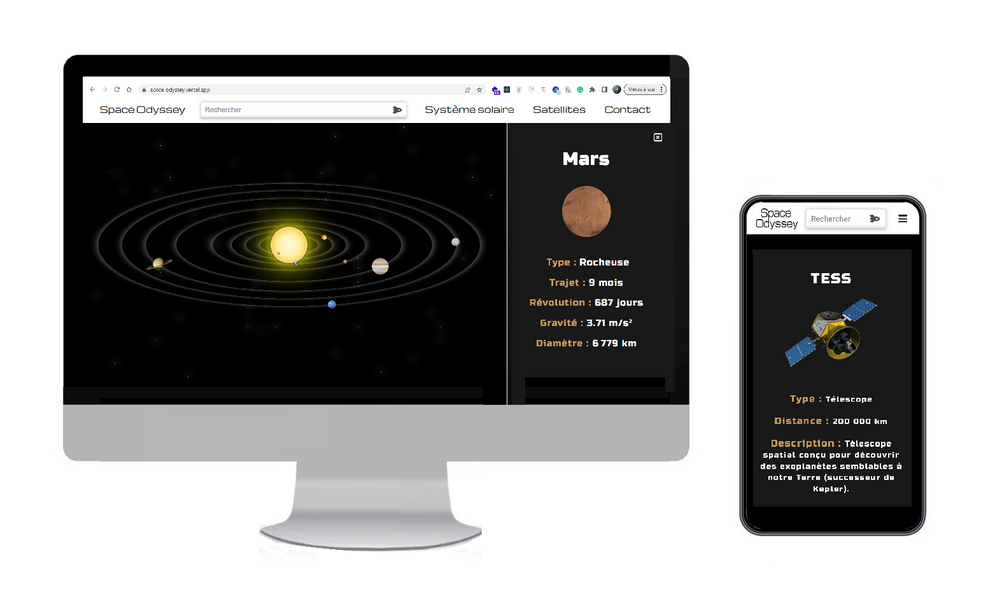 space-odyssey.vercel.app
Space Odyssey
Rechercher
Système solaire
Satellites
Contact
Mars
Type : Rocheuse
Trajet : 9 mois
Révolution : 687 jours
Gravité : 3.71 m/s²
Diamètre : 6 779 km
Space
Odyssey
Rechercher
TESS
Type : Télescope
Distance : 200 000 km
Description : Télescope
spatial conçu pour découvrir
des exoplanètes semblables à
notre Terre (successeur de
Kepler).